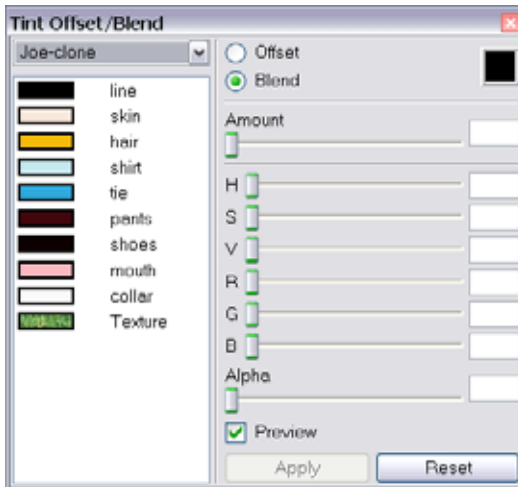 Tint Offset/Blend
Joe-clone
line
skin
hair
shirt
tie
pants
shoes
mouth
collar
Texture
Offset
Blend
Amount
H
S
V
R
G
B
Alpha
Preview
Apply
Reset